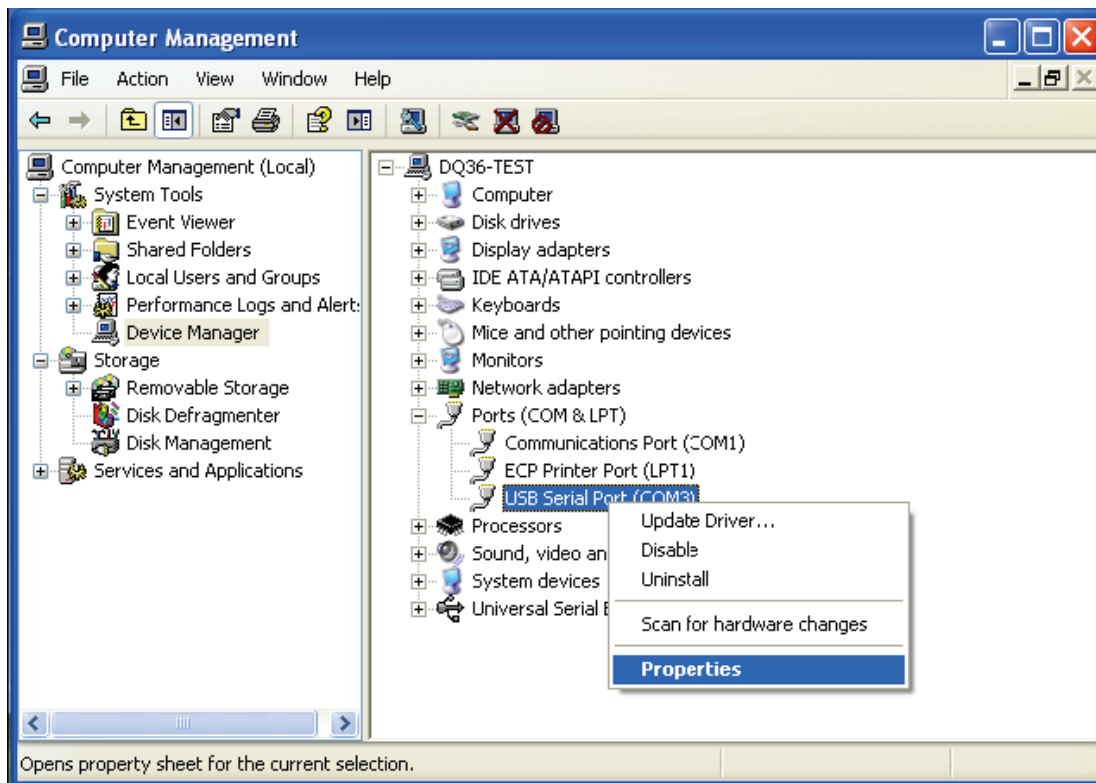 Computer Management
File Action View Window Help
Computer Management (Local)
System Tools
Event Viewer
Shared Folders
Local Users and Groups
Performance Logs and Alert:
Device Manager
Storage
Removable Storage
Disk Defragmenter
Disk Management
Services and Applications
DQ36-TEST
Computer
Disk drives
Display adapters
IDE ATA/ATAPI controllers
Keyboards
Mice and other pointing devices
Monitors
Network adapters
Ports (COM & LPT)
Communications Port (COM1)
ECP Printer Port (LPT1)
USB Serial Port (COM3)
Processors
Sound, video an
System devices
Universal Serial
Update Driver...
Disable
Uninstall
Scan for hardware changes
Properties
Opens property sheet for the current selection.